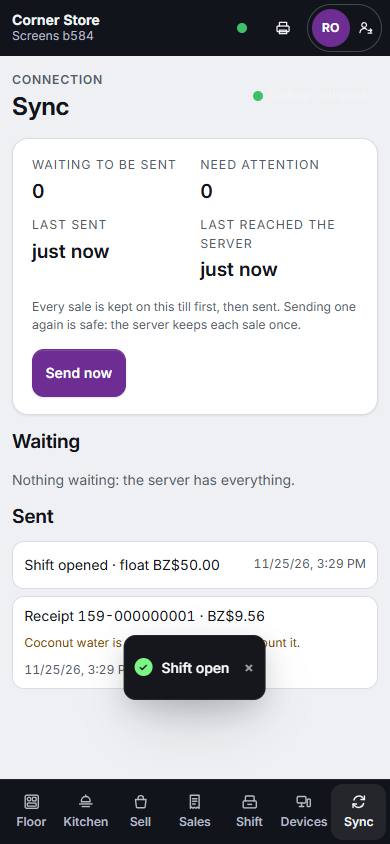 Corner Store
Screens b584
RO
CONNECTION
Sync
WAITING TO BE SENT
0
NEED ATTENTION
0
LAST SENT
just now
LAST REACHED THE
SERVER
just now
Every sale is kept on this till first, then sent. Sending one
again is safe: the server keeps each sale once.
Send now
Waiting
Nothing waiting: the server has everything.
Sent
Shift opened · float BZ$50.00
11/25/26, 3:29 PM
Receipt 159-000000001 · BZ$9.56
Coconut water is
it.
11/25/26, 3:29
Shift open
×
Floor
Kitchen
Sell
Sales
Shift
Devices
Sync